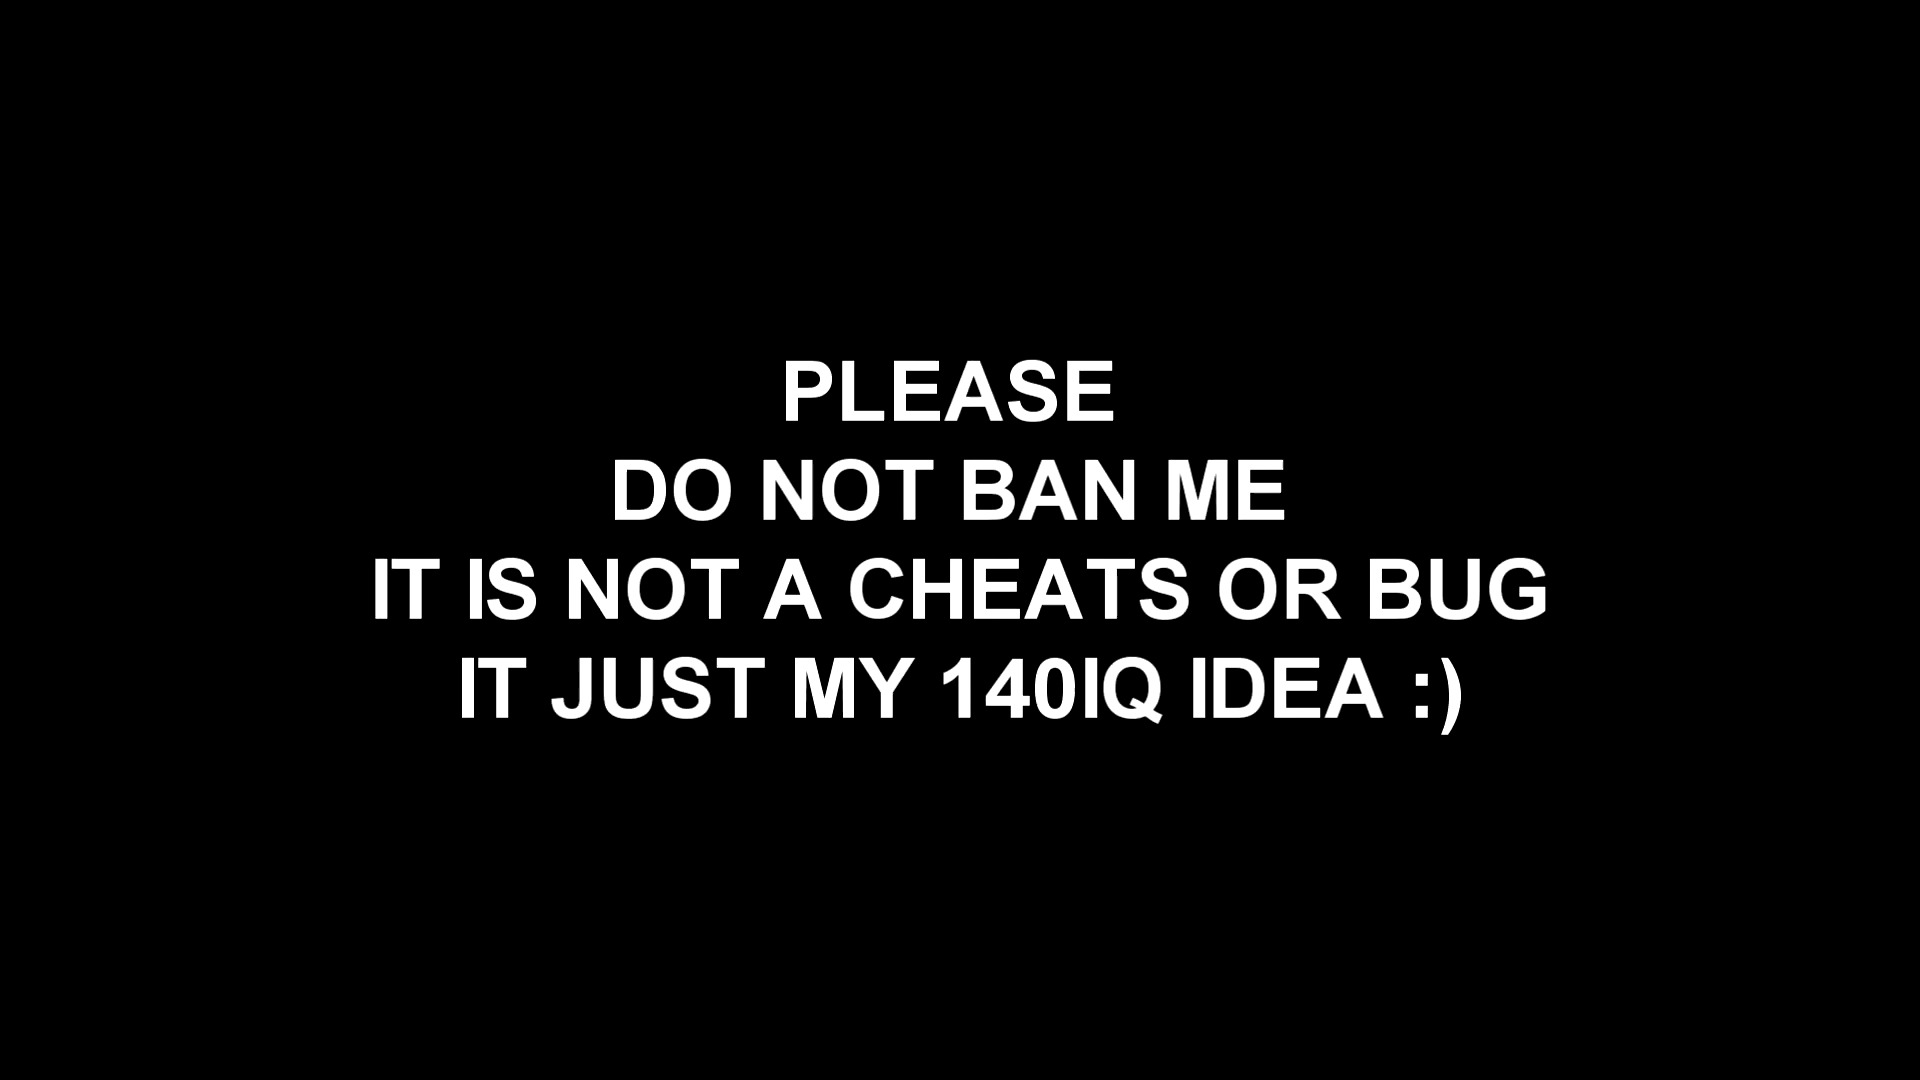 PLEASE
DO NOT BAN ME
IT IS NOT A CHEATS OR BUG
IT JUST MY 140IQ IDEA :)